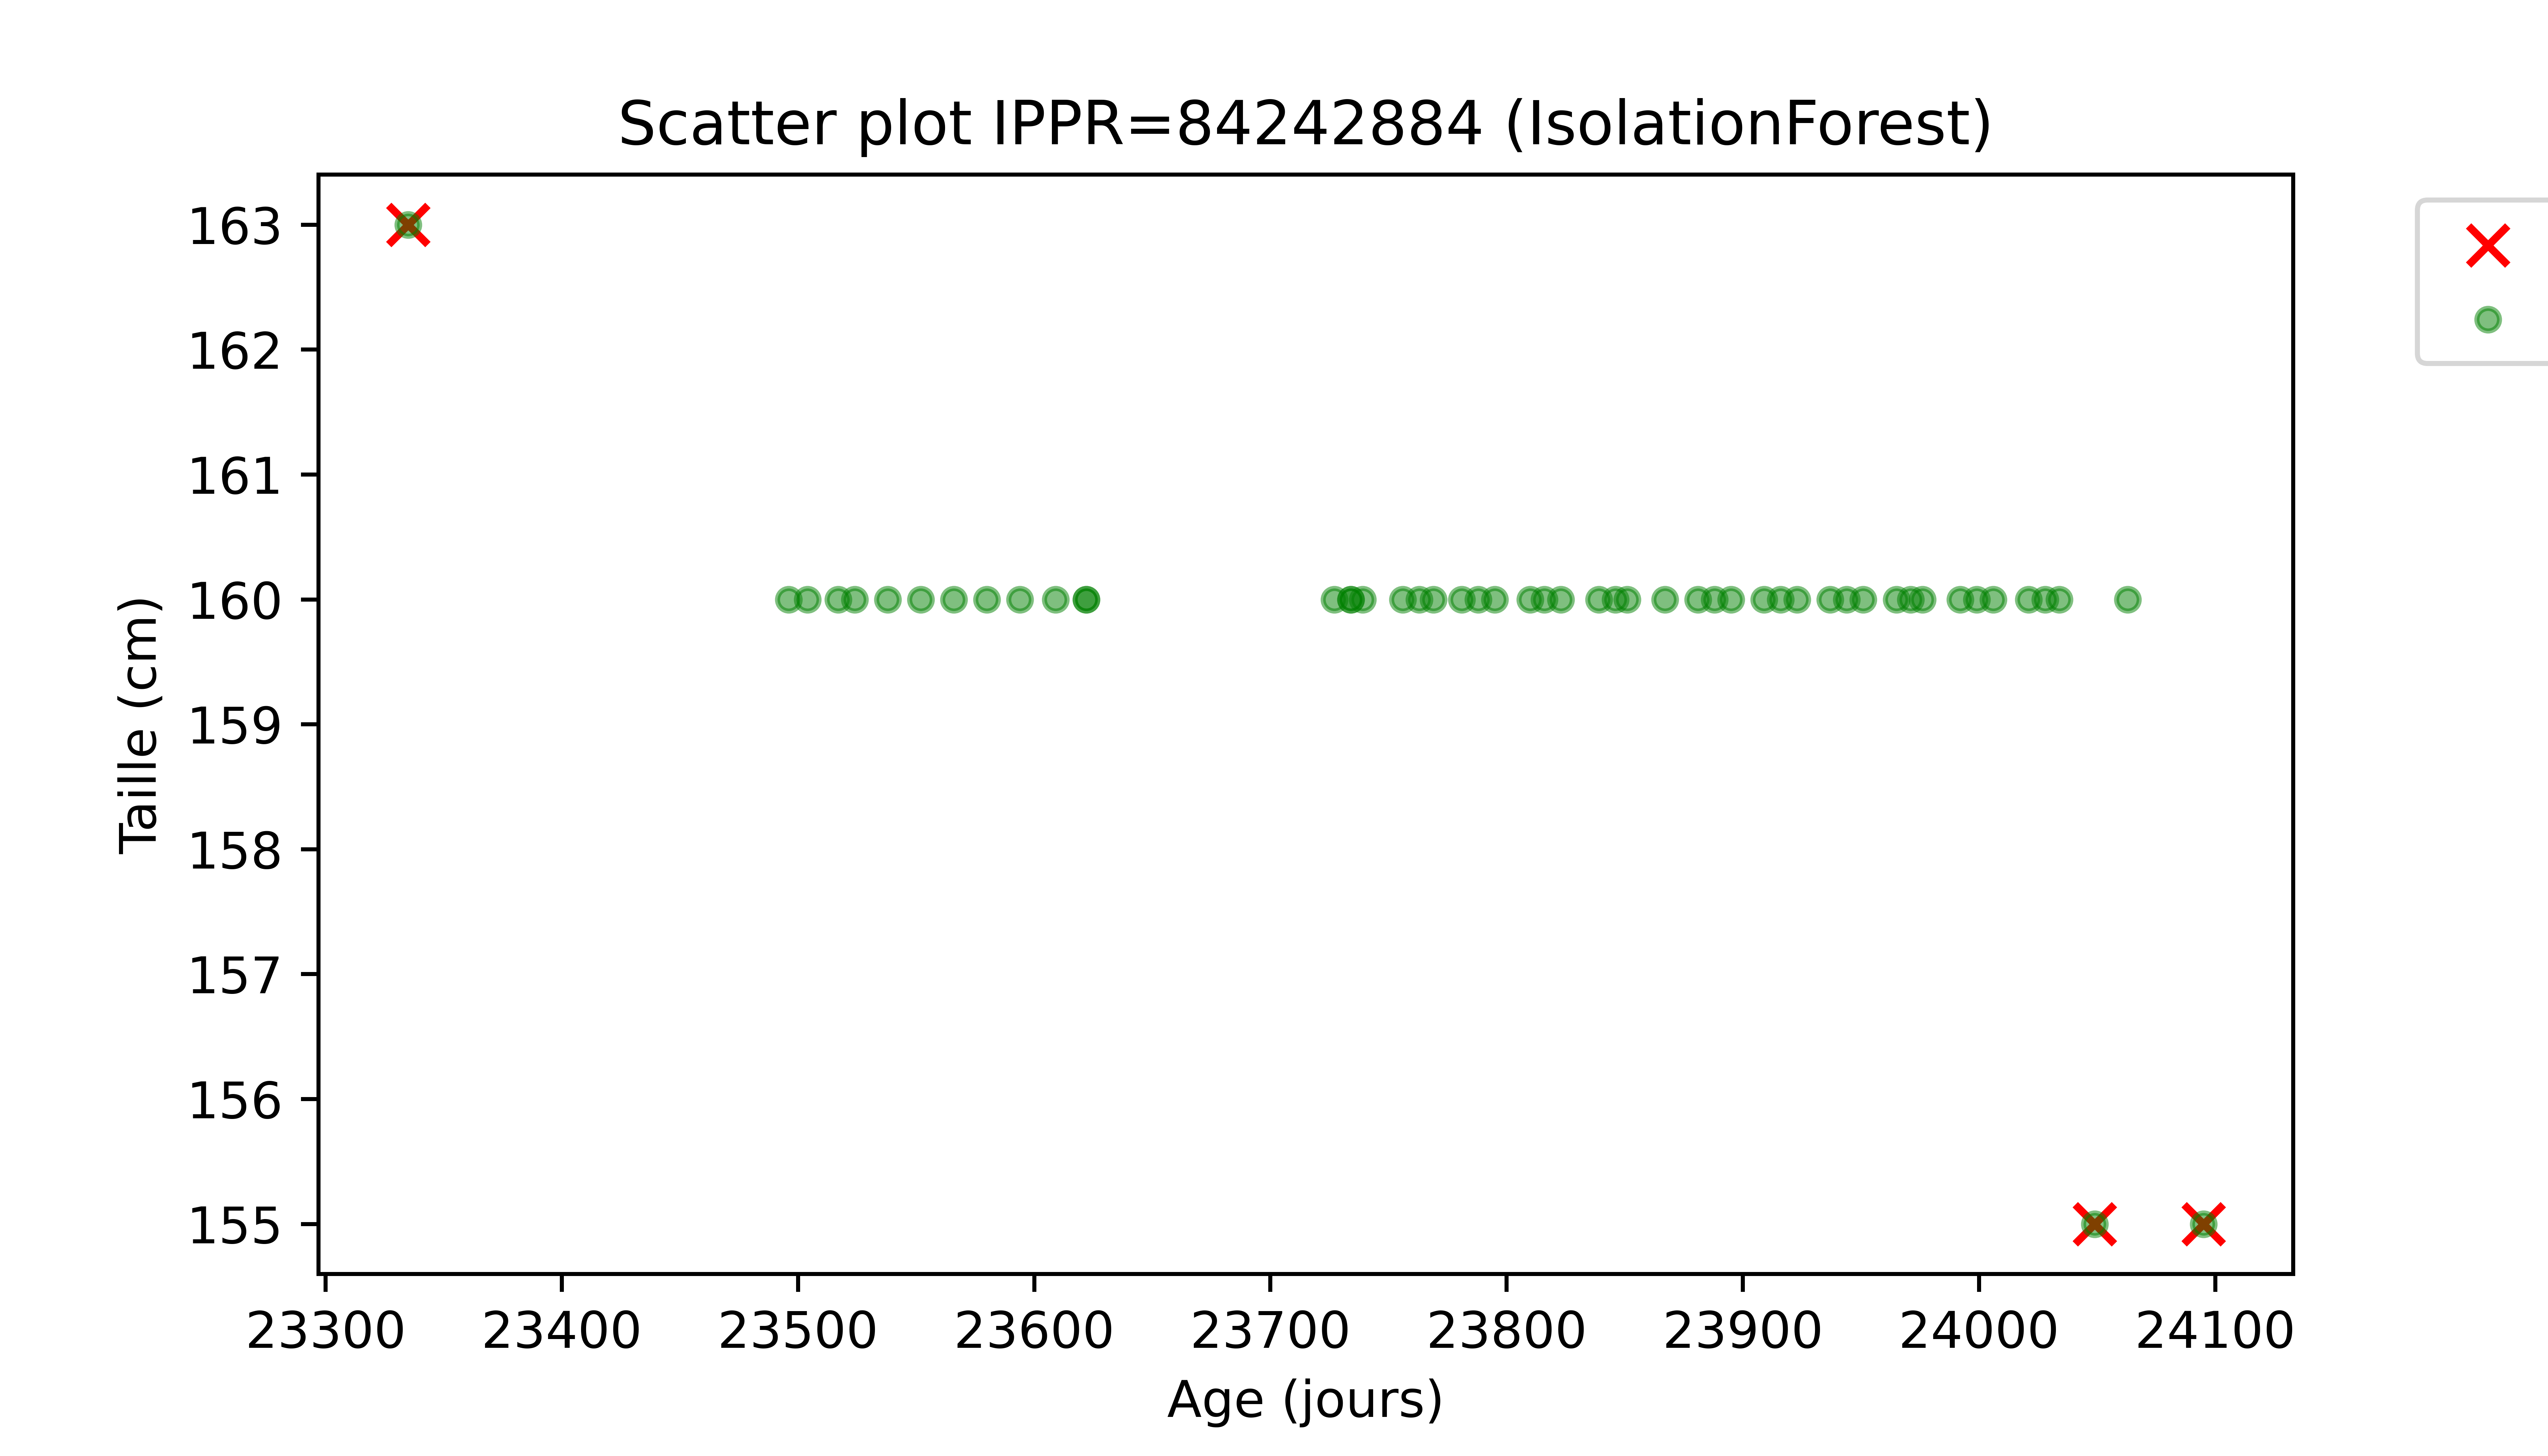 Scatter plot IPPR=84242884 (IsolationForest)
163
162
161
160
159
158
157
156
155
Taille (cm)
23300 23400 23500 23600 23700 23800 23900 24000 24100
Age (jours)